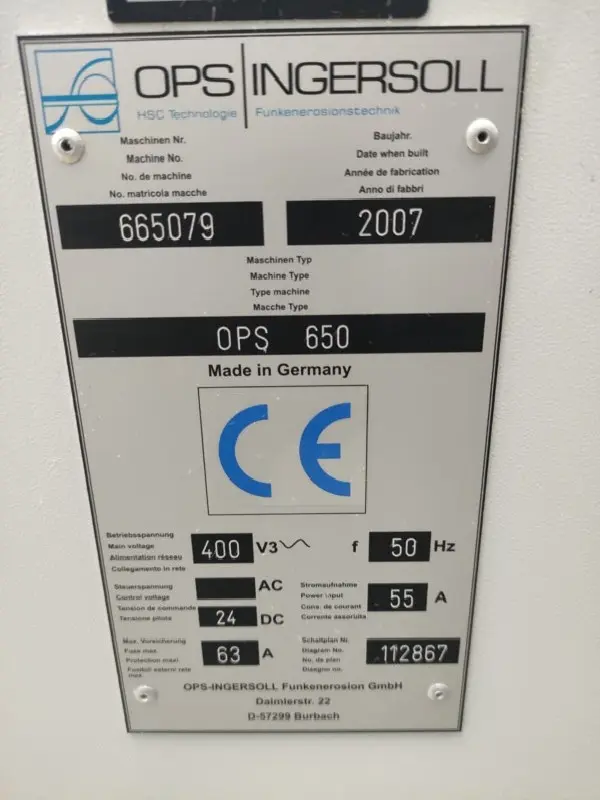 OPS INGERSOLL
HSC Technologie Funkenerosionstechnik
Maschinen Nr.
Machine No.
No. de machine
No. matricola macche
665079
Baujahr.
Date when built
Année de fabrication
Anno di fabbri
2007
Maschinen Typ
Machine Type
Type machine
Macche Type
OPS 650
Made in Germany
CE
Betriebsspannung
Main voltage
Alimentation réseau
Collegamento in rete
400 V3
f 50 Hz
Steuerspannung
Control voltage
Tension de commande
Tensione pilota
AC
24 DC
Stromaufnahme
Power input
Cons. de courant
Corrente assorbita
55 A
Max. Vorsicherung
Fuse max.
Protection maxi
Fusibili esterni rete
max.
63 A
Schaltplan Nr.
Diagram No.
No. de plan
Disegno no.
112867
OPS-INGERSOLL Funkenerosion GmbH
Daimlerstr. 22
D-57299 Burbach